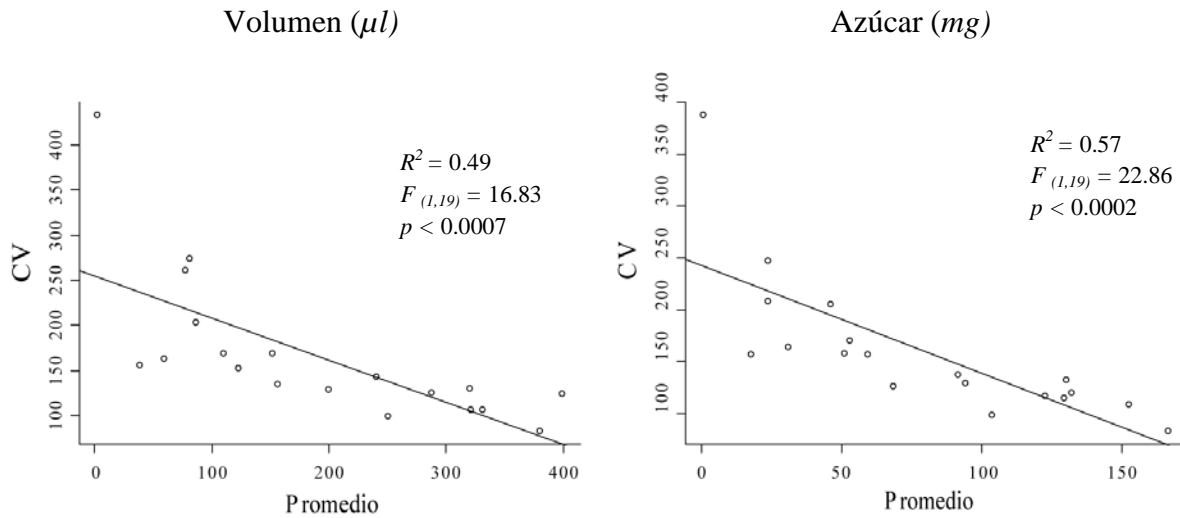 Volumen (µl)
CV
400
350
300
250
200
150
100
R² = 0.49
F (1,19) = 16.83
p < 0.0007
0
100
200
300
400
Promedio
Azúcar (mg)
400
350
300
250
200
150
100
R² = 0.57
F (1,19) = 22.86
p < 0.0002
0
50
100
150
Promedio
CV